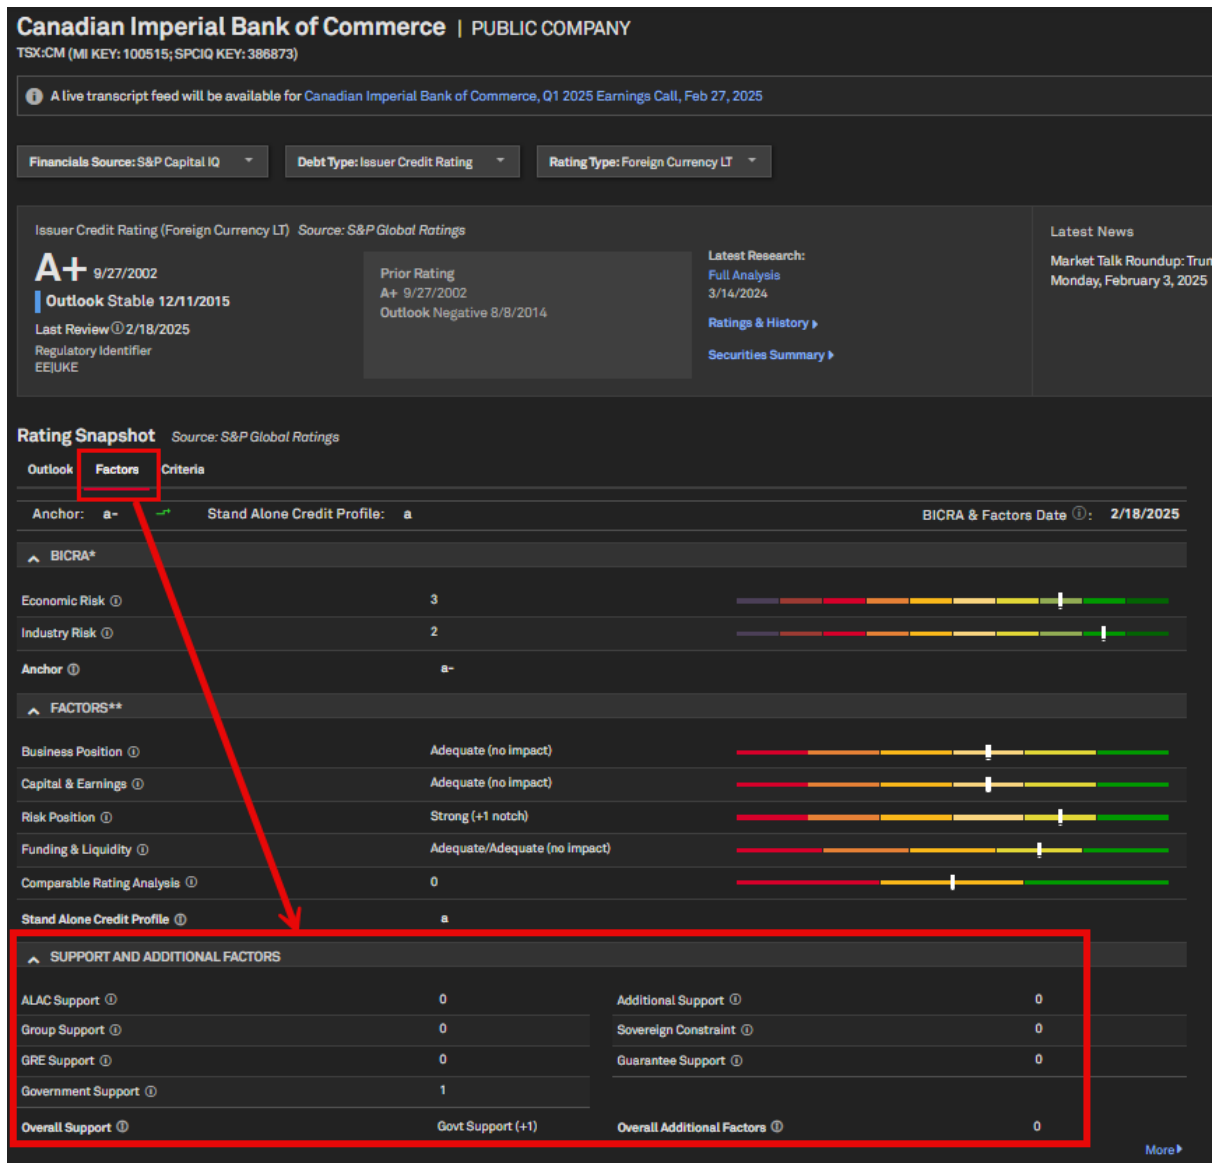 Canadian Imperial Bank of Commerce | PUBLIC COMPANY
TSX:CM (MI KEY: 100515; SPCIQ KEY: 386873)
A live transcript feed will be available for Canadian Imperial Bank of Commerce, Q1 2025 Earnings Call, Feb 27, 2025
Financials Source: S&P Capital IQ Debt Type: Issuer Credit Rating Rating Type: Foreign Currency LT
Issuer Credit Rating (Foreign Currency LT) Source: S&P Global Ratings
A+ 9/27/2002
Outlook Stable 12/11/2015
Last Review 2/18/2025
Regulatory Identifier
EE|UKE
Prior Rating
A+ 9/27/2002
Outlook Negative 8/8/2014
Latest Research:
Full Analysis
3/14/2024
Ratings & History
Securities Summary
Latest News
Market Talk Roundup: Trun
Monday, February 3, 2025
Rating Snapshot Source: S&P Global Ratings
Outlook Factors Criteria
Anchor: a- Stand Alone Credit Profile: a BICRA & Factors Date : 2/18/2025
BICRA*
Economic Risk 3
Industry Risk 2
Anchor a-
FACTORS**
Business Position Adequate (no impact)
Capital & Earnings Adequate (no impact)
Risk Position Strong (+1 notch)
Funding & Liquidity Adequate/Adequate (no impact)
Comparable Rating Analysis 0
Stand Alone Credit Profile a
SUPPORT AND ADDITIONAL FACTORS
ALAC Support 0 Additional Support 0
Group Support 0 Sovereign Constraint 0
GRE Support 0 Guarantee Support 0
Government Support 1
Overall Support Govt Support (+1) Overall Additional Factors 0
More